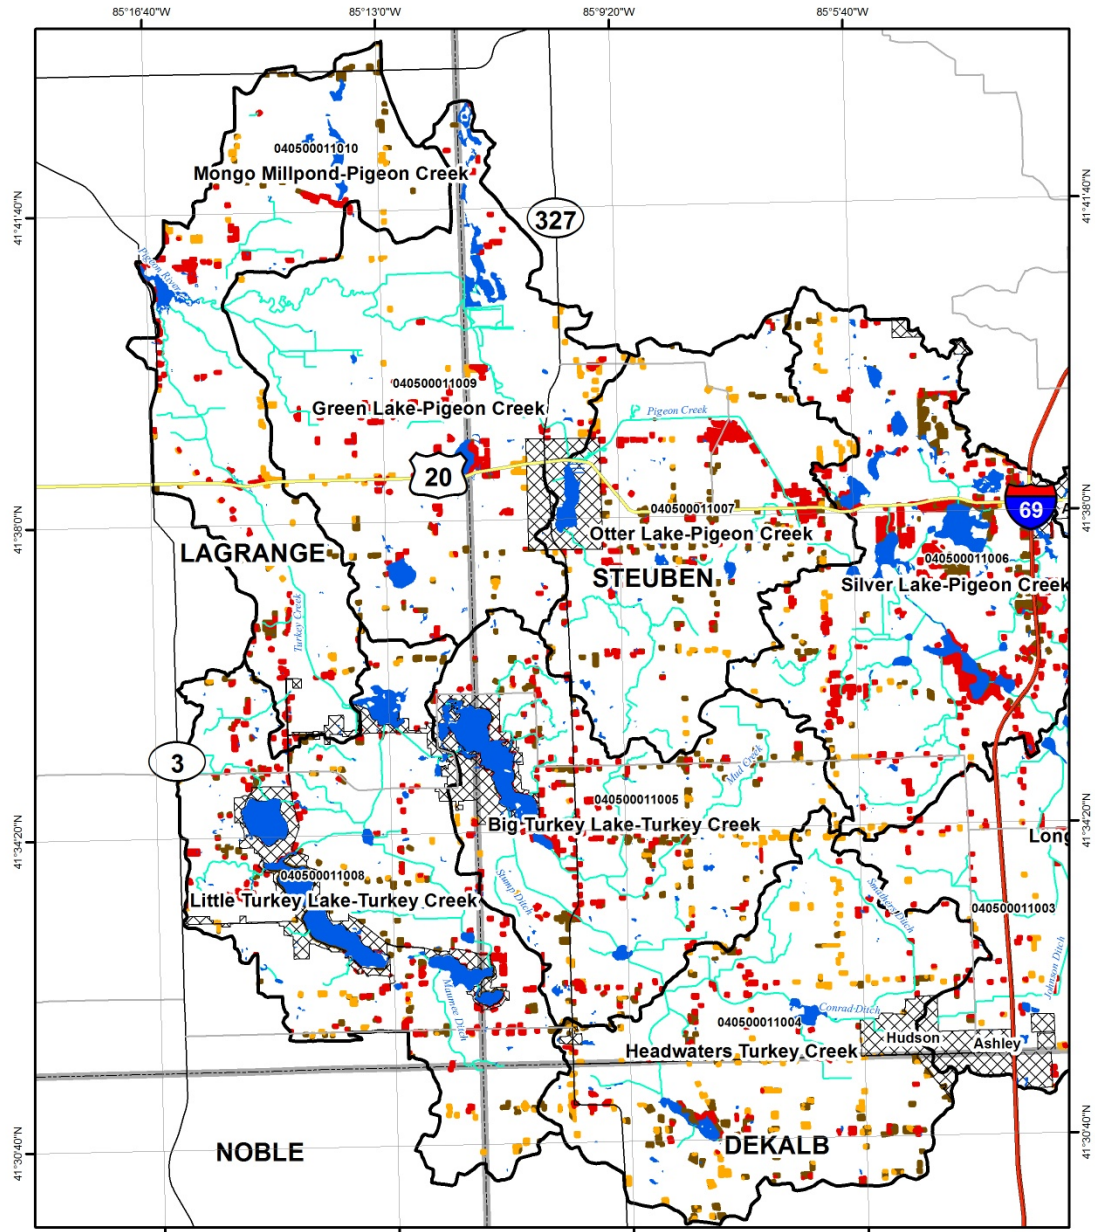 85°16'40"W
85°13'0"W
85°9'20"W
85°5'40"W
040500011010
Mongo Millpond-Pigeon Creek
41°41'40"N
41°41'40"N
327
Pigeon River
040500011009
Green Lake-Pigeon Creek
Pigeon Creek
20
69
A
040500011007
Otter Lake-Pigeon Creek
41°38'0"N
41°38'0"N
LAGRANGE
STEUBEN
040500011006
Silver Lake-Pigeon Creek
Turkey Creek
3
Mud Creek
040500011005
Big Turkey Lake-Turkey Creek
41°34'20"N
41°34'20"N
Long
040500011008
Little Turkey Lake-Turkey Creek
Stump Ditch
Smathers Ditch
040500011003
Johnson Ditch
Maumee Ditch
Conrad Ditch
040500011004
Headwaters Turkey Creek
Hudson
Ashley
NOBLE
DEKALB
41°30'40"N
41°30'40"N